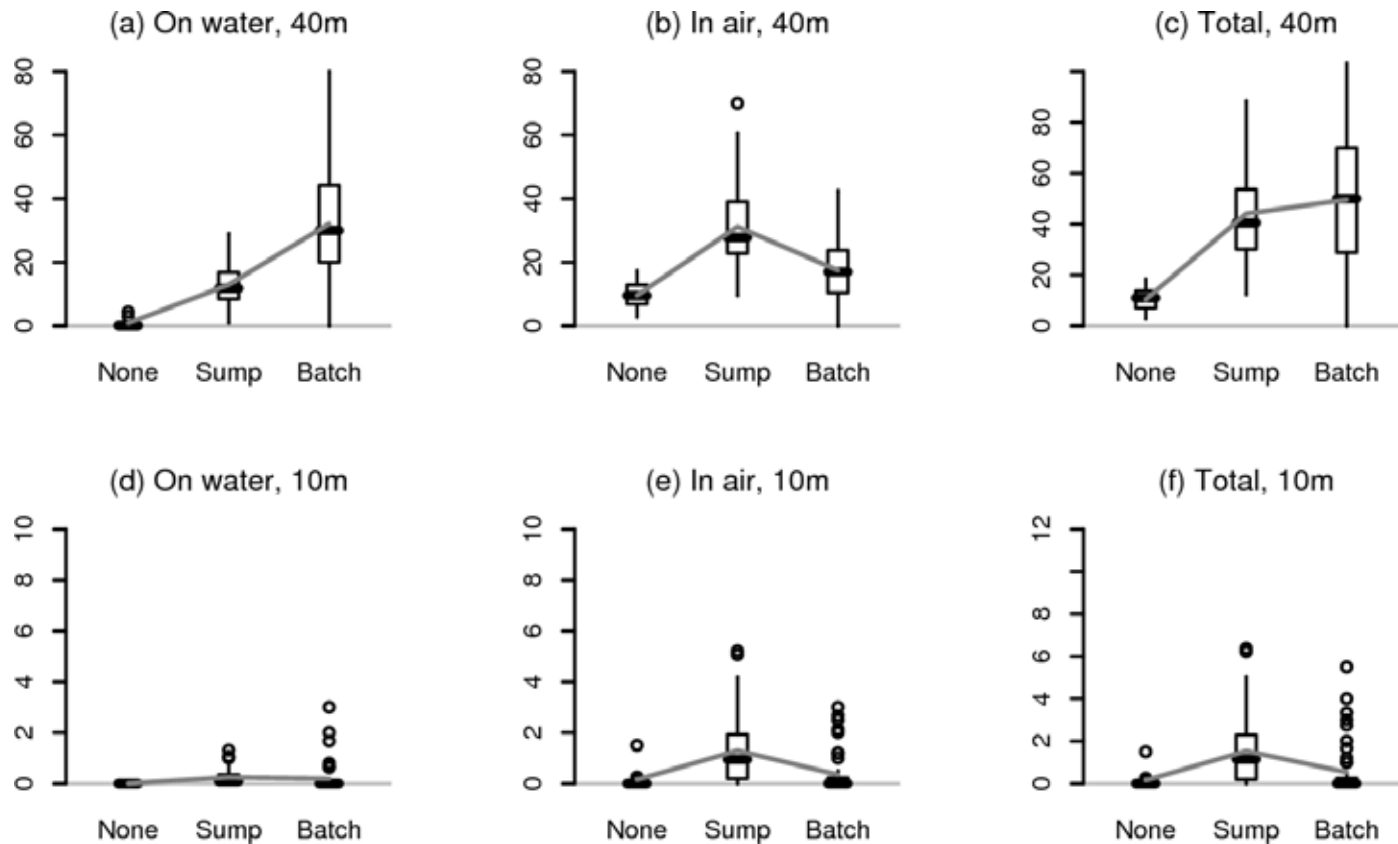 (a) On water, 40m
(b) In air, 40m
(c) Total, 40m
80
60
40
20
0
None Sump Batch
80
60
40
20
0
None Sump Batch
80
60
40
20
0
None Sump Batch
(d) On water, 10m
(e) In air, 10m
(f) Total, 10m
10
8
6
4
2
0
None Sump Batch
10
8
6
4
2
0
None Sump Batch
12
8
6
4
2
0
None Sump Batch